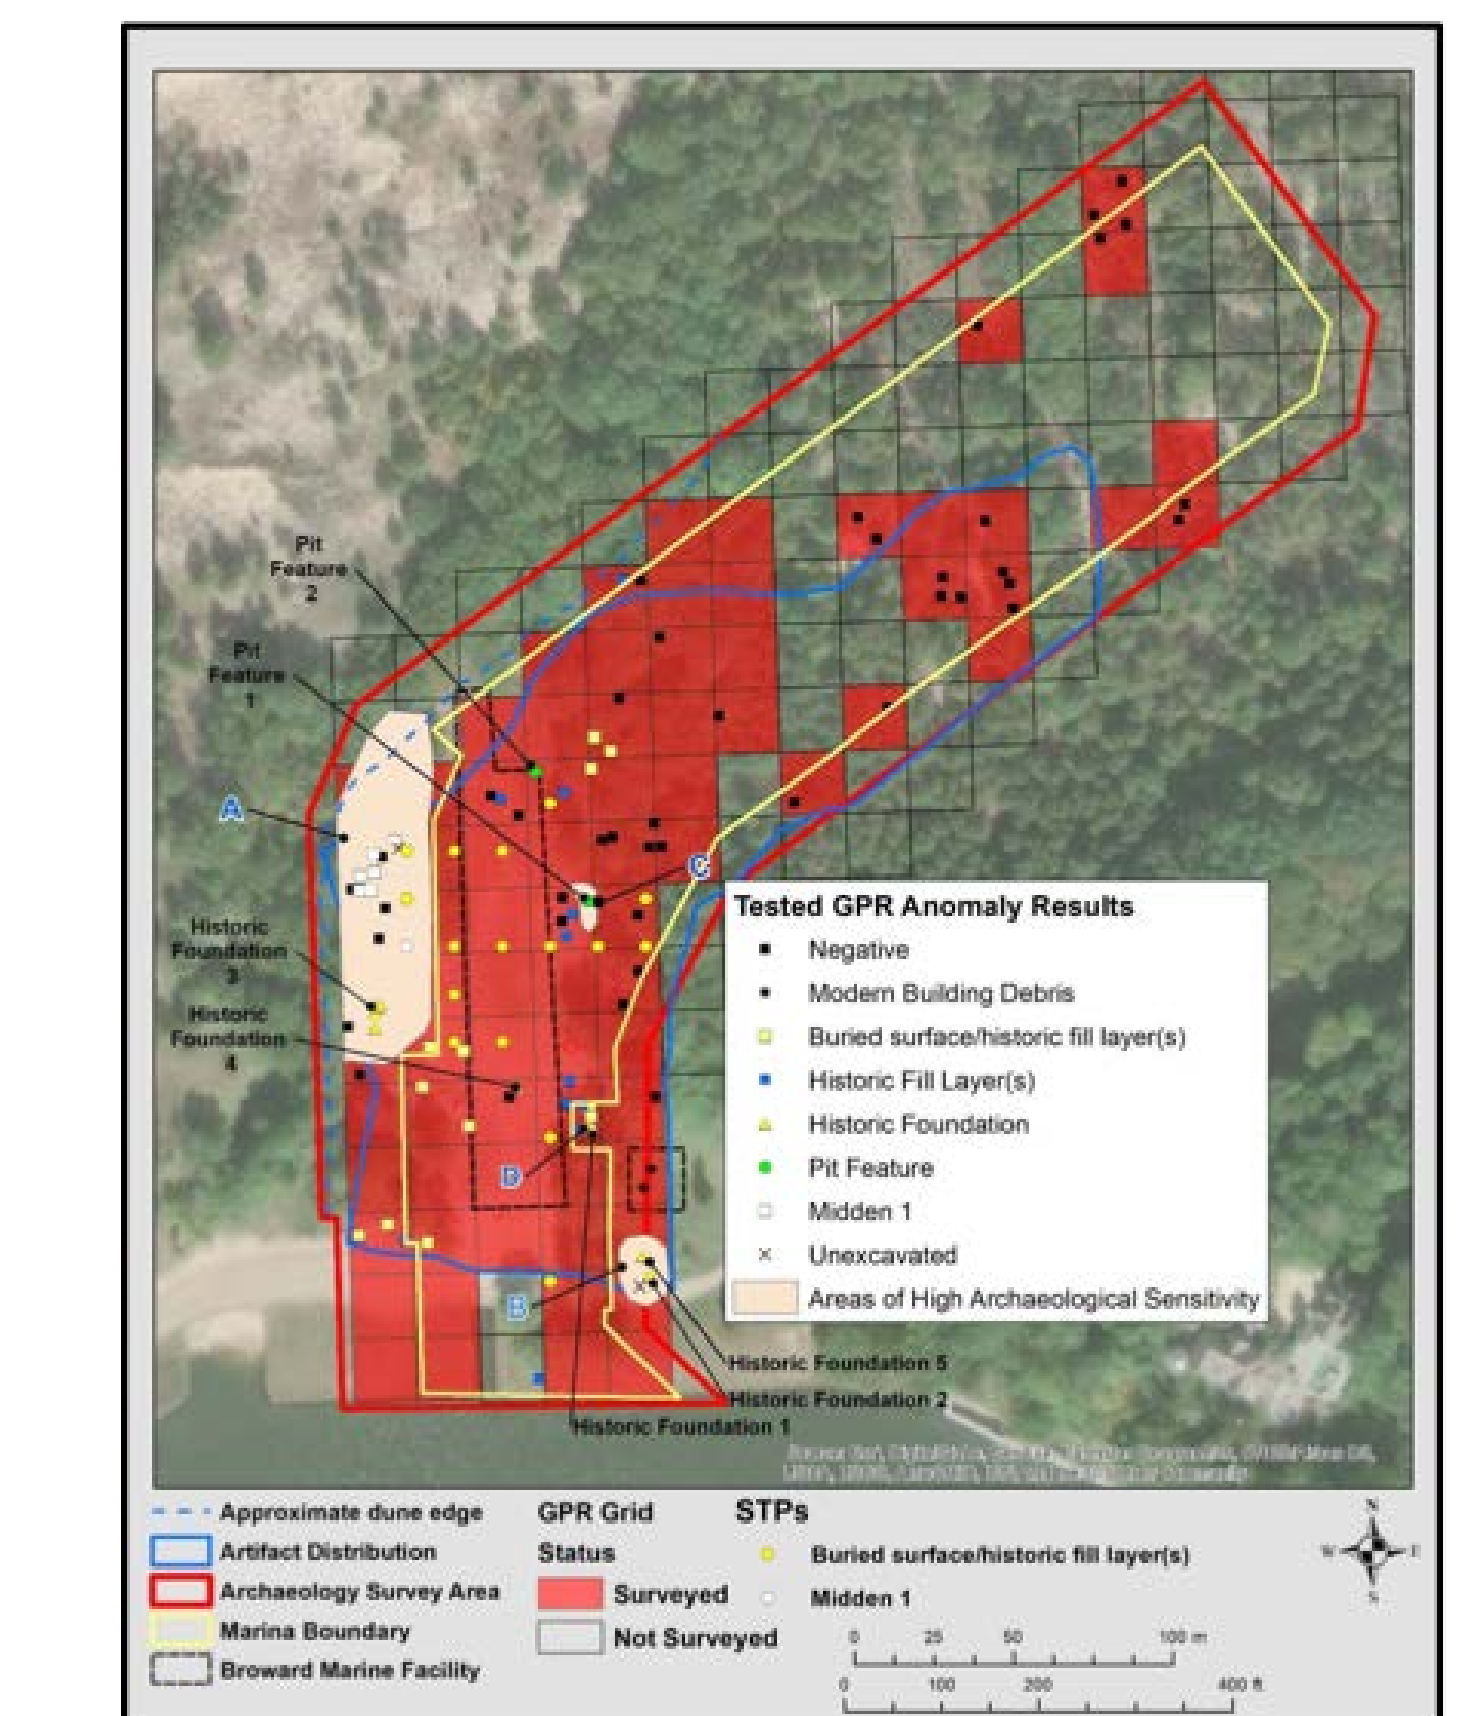 Pit
Feature
2
Pit
Feature
1
A
C
Historic
Foundation
3
Historic
Foundation
4
D
B
Tested GPR Anomaly Results
Negative
Modern Building Debris
Buried surface/historic fill layer(s)
Historic Fill Layer(s)
Historic Foundation
Pit Feature
Midden 1
Unexcavated
Areas of High Archaeological Sensitivity
Historic Foundation 5
Historic Foundation 2
Historic Foundation 1
Approximate dune edge
Artifact Distribution
Archaeology Survey Area
Marina Boundary
Broward Marine Facility
GPR Grid
Status
Surveyed
Not Surveyed
STPs
Buried surface/historic fill layer(s)
Midden 1
N
W E
S
0 25 50 100 m
0 100 200 400 ft